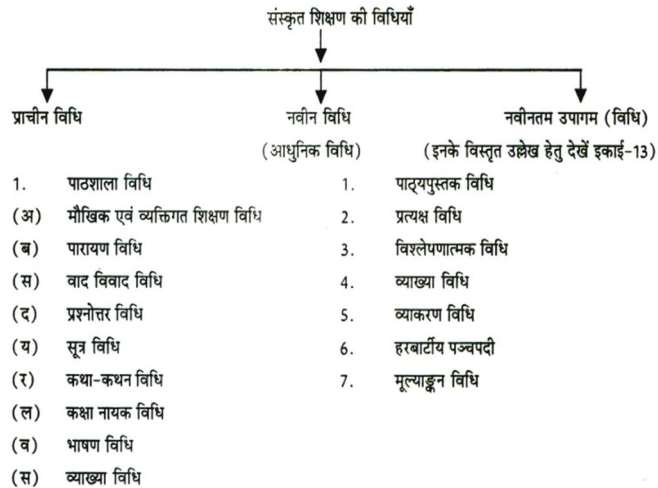 संस्कृत शिक्षण की विधियाँ
प्राचीन विधि नवीन विधि नवीनतम उपागम (विधि)
(आधुनिक विधि) (इनके विस्तृत उल्लेख हेतु देखें इकाई-13)
1. पाठशाला विधि 1. पाठ्यपुस्तक विधि
(अ) मौखिक एवं व्यक्तिगत शिक्षण विधि 2. प्रत्यक्ष विधि
(ब) पारायण विधि 3. विश्लेषणात्मक विधि
(स) वाद विवाद विधि 4. व्याख्या विधि
(द) प्रश्नोत्तर विधि 5. व्याकरण विधि
(य) सूत्र विधि 6. हरबार्टीय पञ्चपदी
(र) कथा-कथन विधि 7. मूल्याङ्कन विधि
(ल) कक्षा नायक विधि
(व) भाषण विधि
(स) व्याख्या विधि